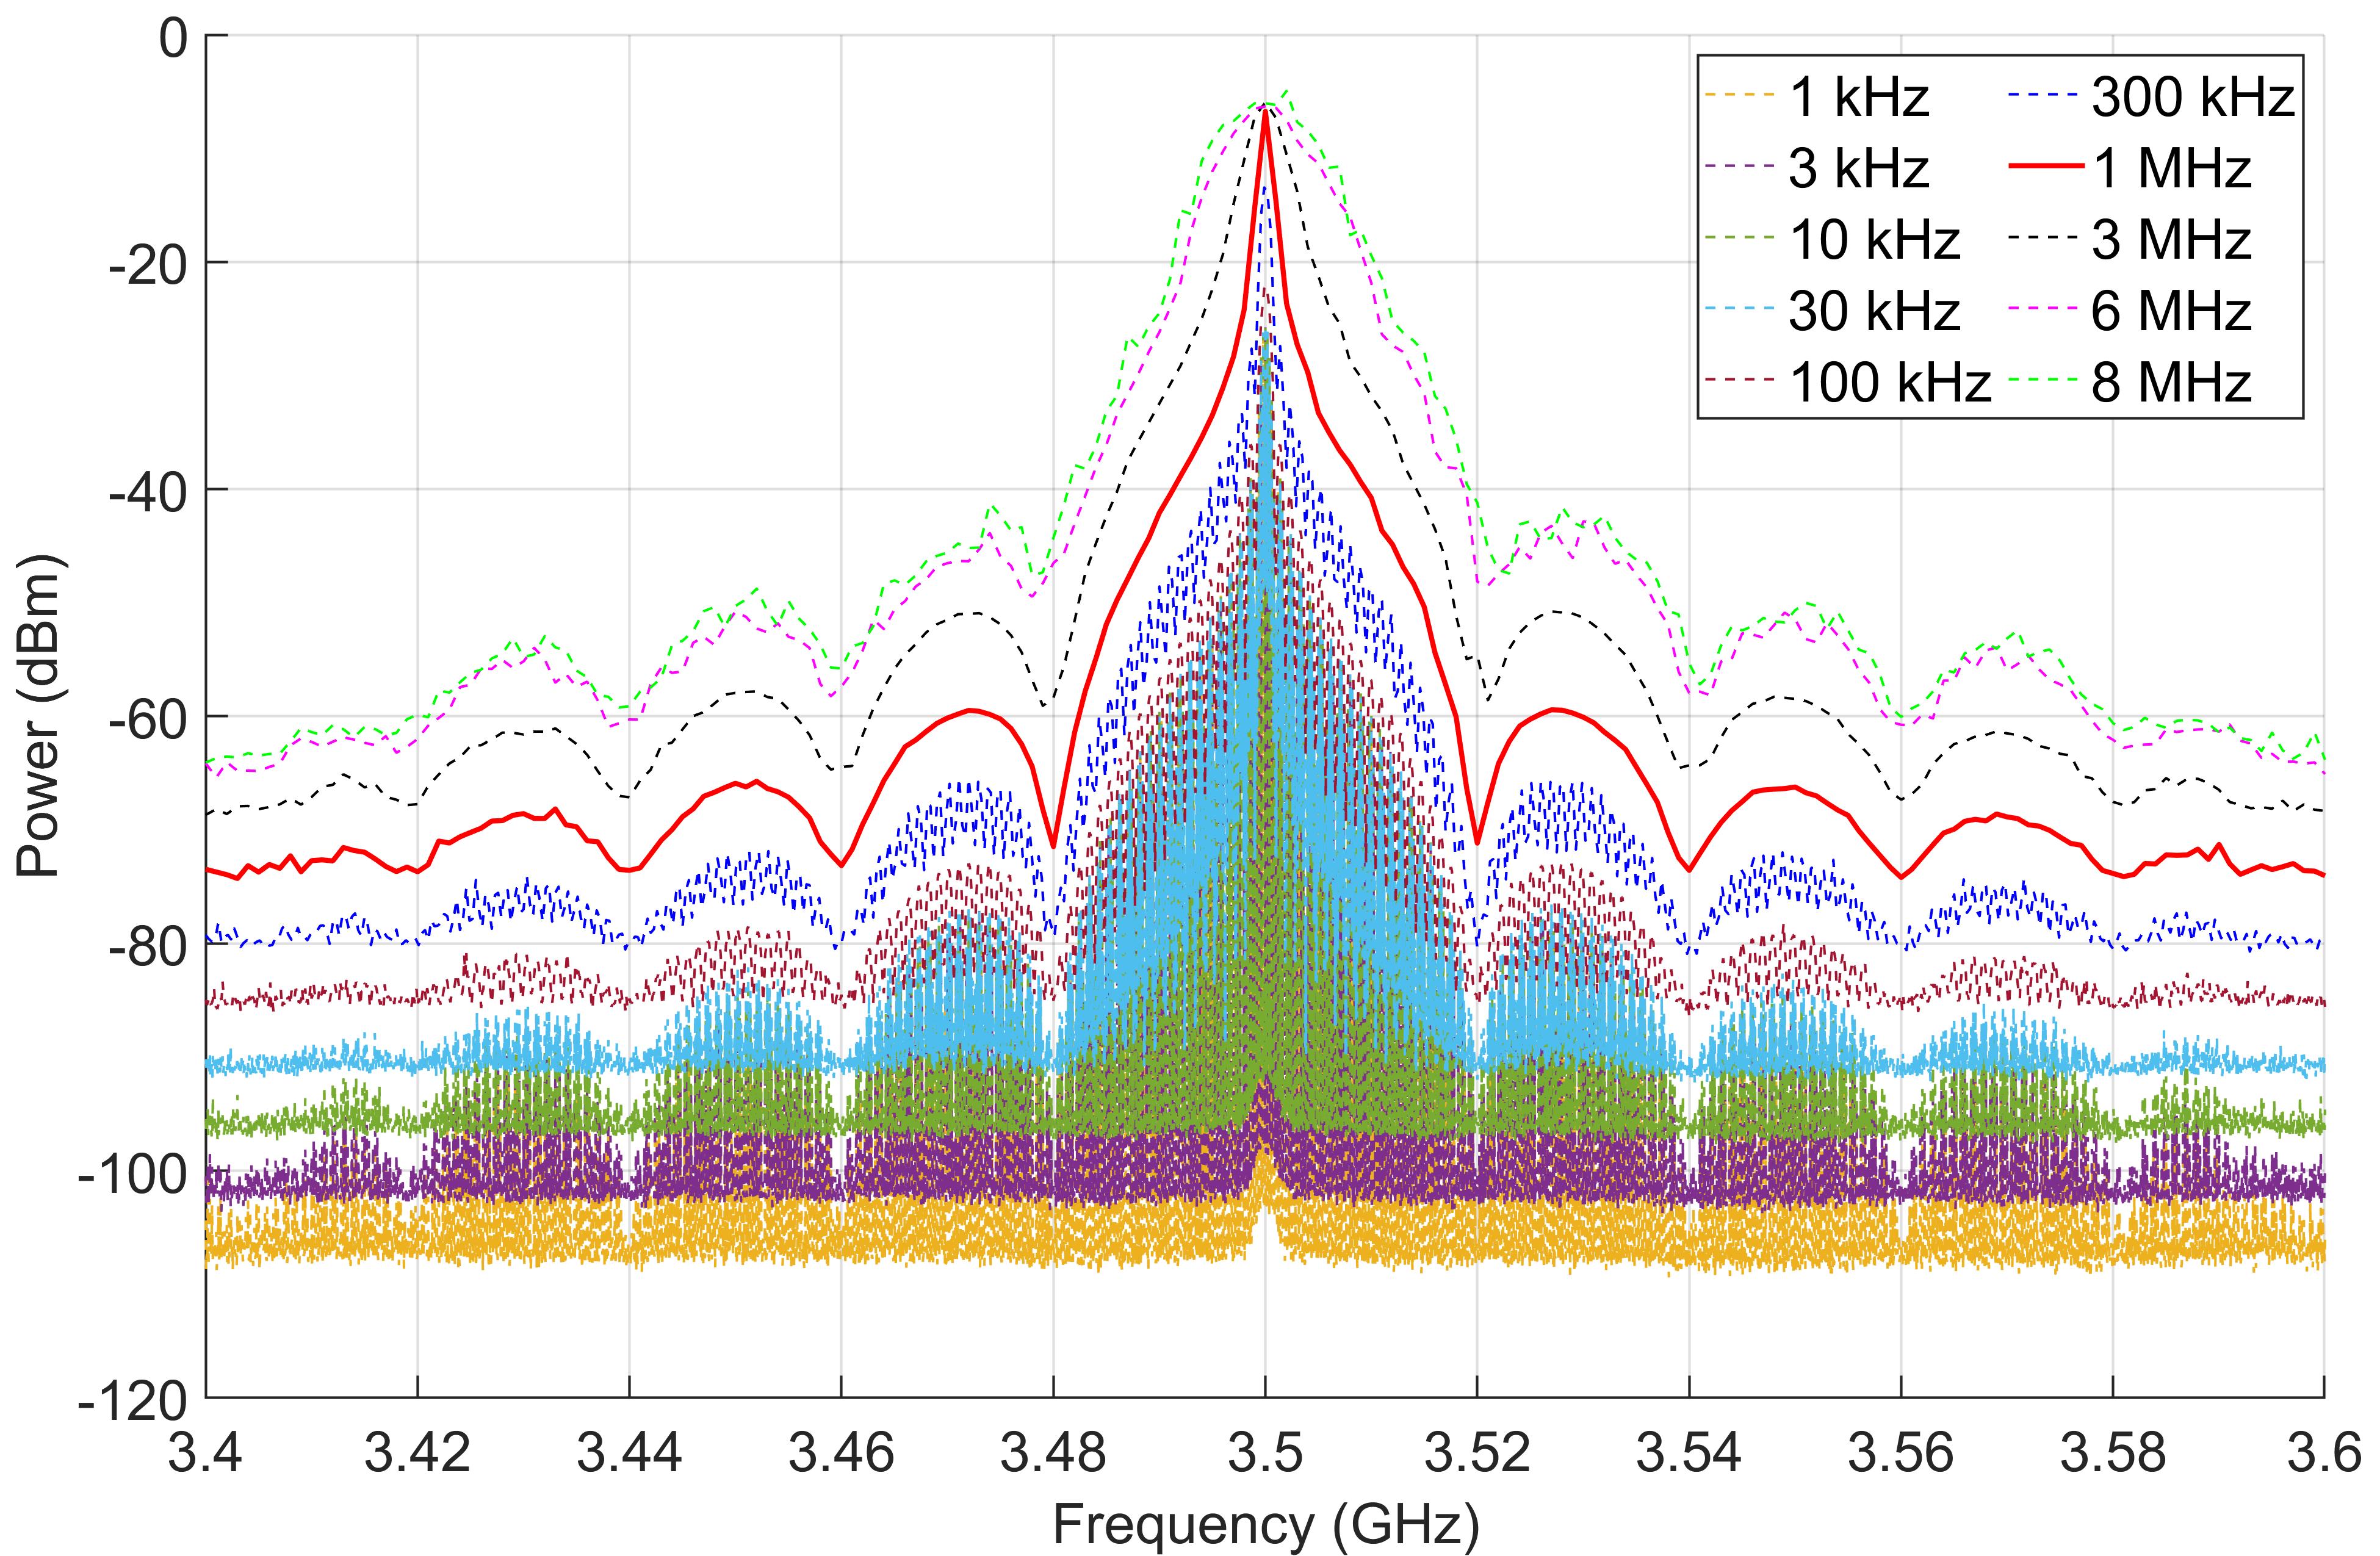 0
-20
-40
-60
-80
-100
-120
Power (dBm)
3.4 3.42 3.44 3.46 3.48 3.5 3.52 3.54 3.56 3.58 3.6
Frequency (GHz)
1 kHz 300 kHz
3 kHz 1 MHz
10 kHz 3 MHz
30 kHz 6 MHz
100 kHz 8 MHz